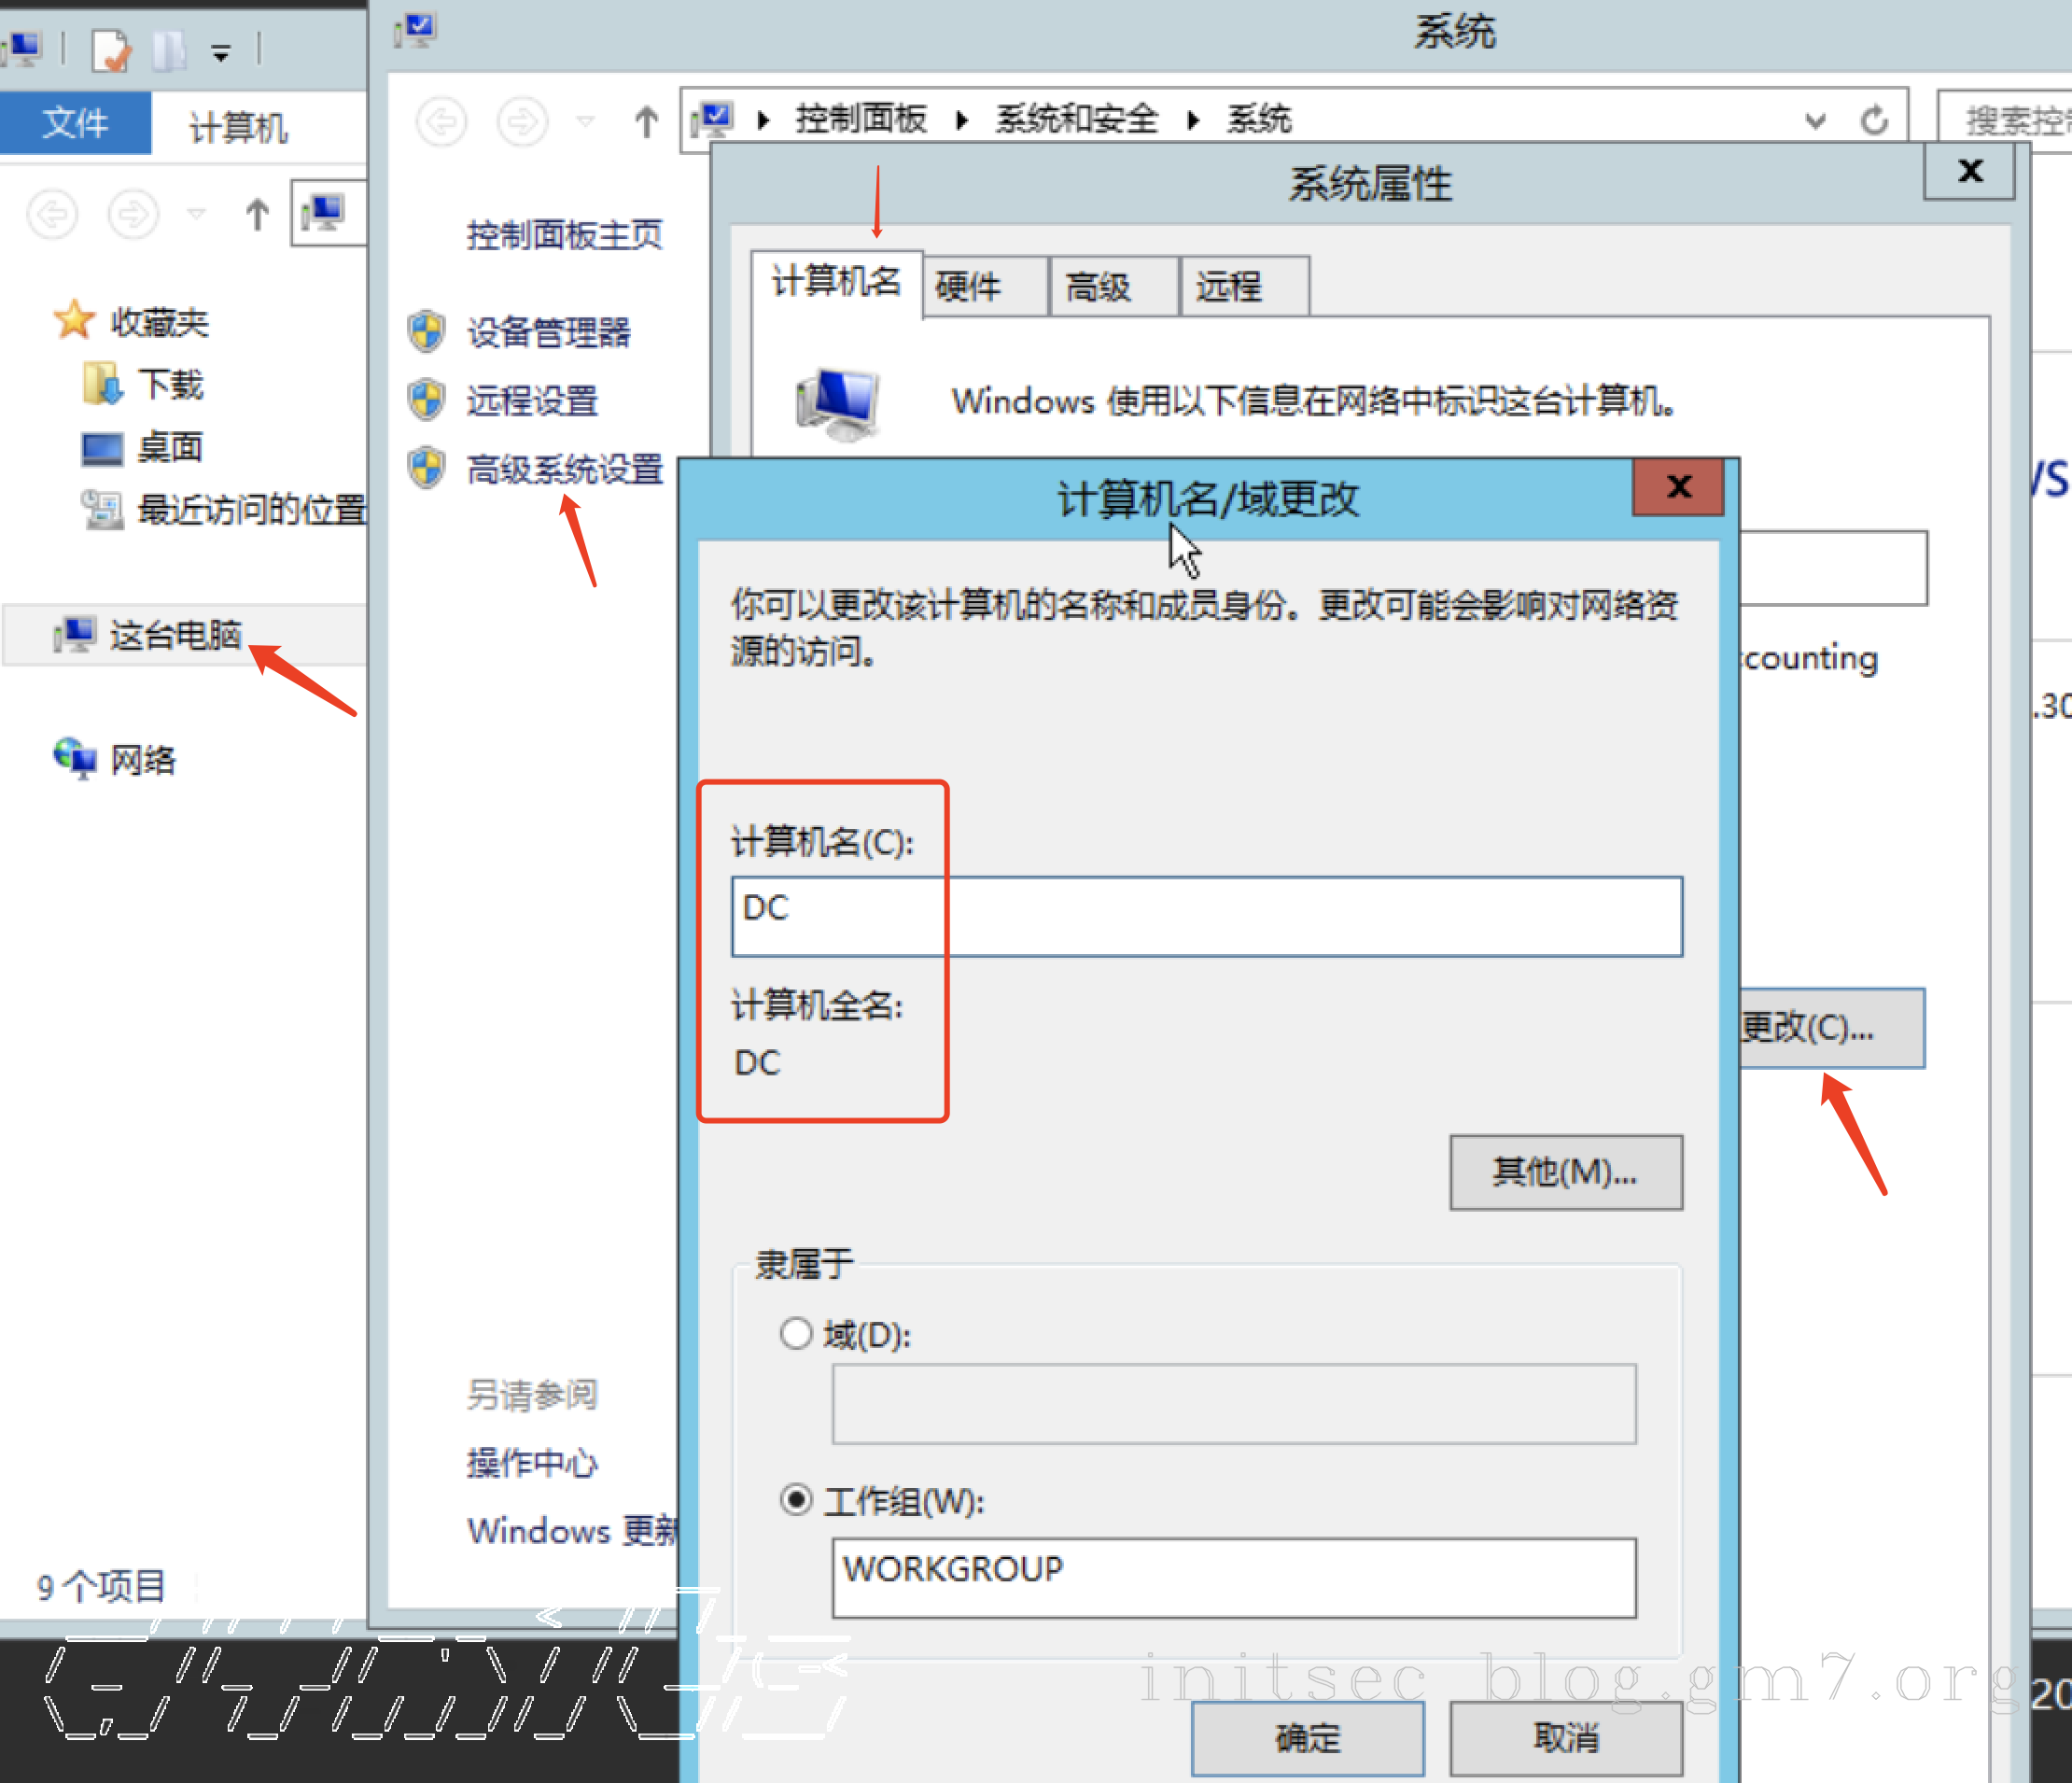 系统
文件
计算机
控制面板
系统和安全
系统
搜索控
系统属性
控制面板主页
计算机名
硬件
高级
远程
收藏夹
设备管理器
下载
远程设置
Windows 使用以下信息在网络中标识这台计算机。
桌面
高级系统设置
最近访问的位置
计算机名/域更改
你可以更改该计算机的名称和成员身份。更改可能会影响对网络资
源的访问。
这台电脑
counting
.30
网络
计算机名(C):
DC
计算机全名:
DC
更改(C)...
其他(M)...
隶属于
域(D):
另请参阅
操作中心
工作组(W):
Windows 更新
WORKGROUP
9 个项目
initsec blog.gm7.org
20
确定
取消